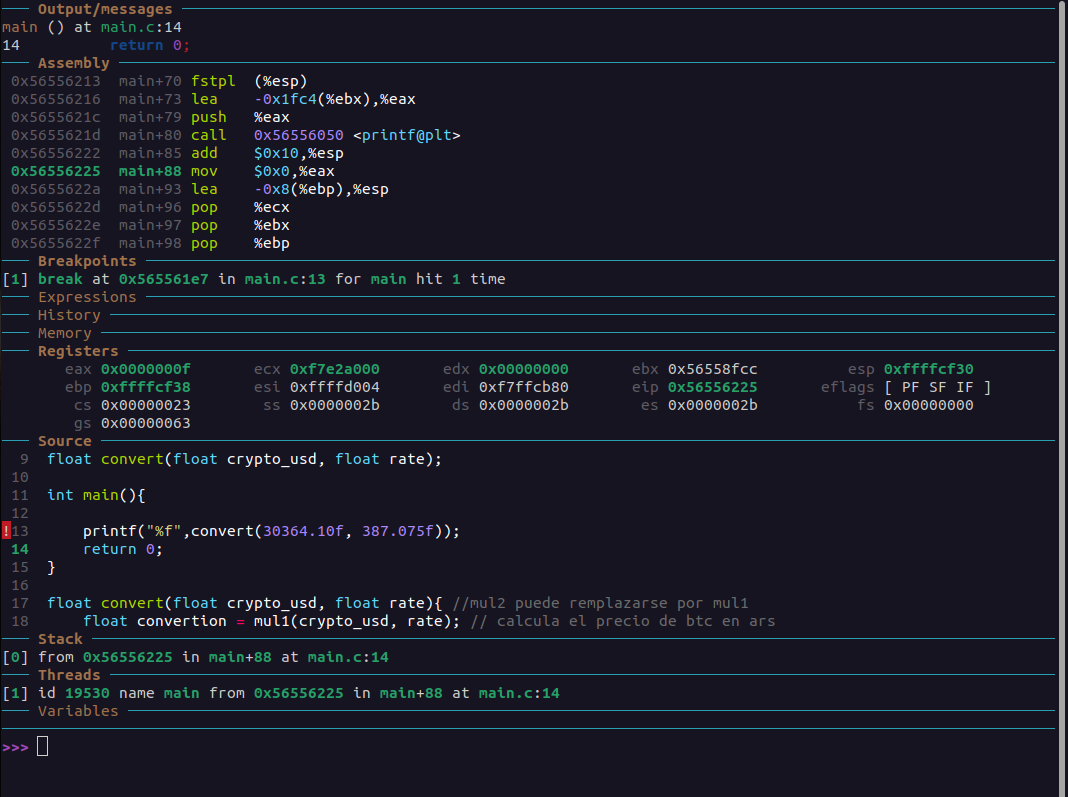 Output/messages
main () at main.c:14
14          return 0;
Assembly
0x56556213  main+70 fstpl  (%esp)
0x56556216  main+73 lea    -0x1fc4(%ebx),%eax
0x5655621c  main+79 push   %eax
0x5655621d  main+80 call   0x56556050 <printf@plt>
0x56556222  main+85 add    $0x10,%esp
0x56556225  main+88 mov    $0x0,%eax
0x5655622a  main+93 lea    -0x8(%ebp),%esp
0x5655622d  main+96 pop    %ecx
0x5655622e  main+97 pop    %ebx
0x5655622f  main+98 pop    %ebp
Breakpoints
[1] break at 0x565561e7 in main.c:13 for main hit 1 time
Expressions
History
Memory
Registers
eax 0x0000000f       ecx 0xf7e2a000       edx 0x00000000       ebx 0x56558fcc          esp 0xffffcf30
ebp 0xffffcf38       esi 0xffffd004       edi 0xf7ffcb80       eip 0x56556225       eflags [ PF SF IF ]
cs 0x00000023        ss 0x0000002b        ds 0x0000002b        es 0x0000002b           fs 0x00000000
gs 0x00000063
Source
9  float convert(float crypto_usd, float rate);
10
11  int main(){
12
!13      printf("%f",convert(30364.10f, 387.075f));
14      return 0;
15  }
16
17  float convert(float crypto_usd, float rate){ //mul2 puede remplazarse por mul1
18      float convertion = mul1(crypto_usd, rate); // calcula el precio de btc en ars
Stack
[0] from 0x56556225 in main+88 at main.c:14
Threads
[1] id 19530 name main from 0x56556225 in main+88 at main.c:14
Variables
>>>